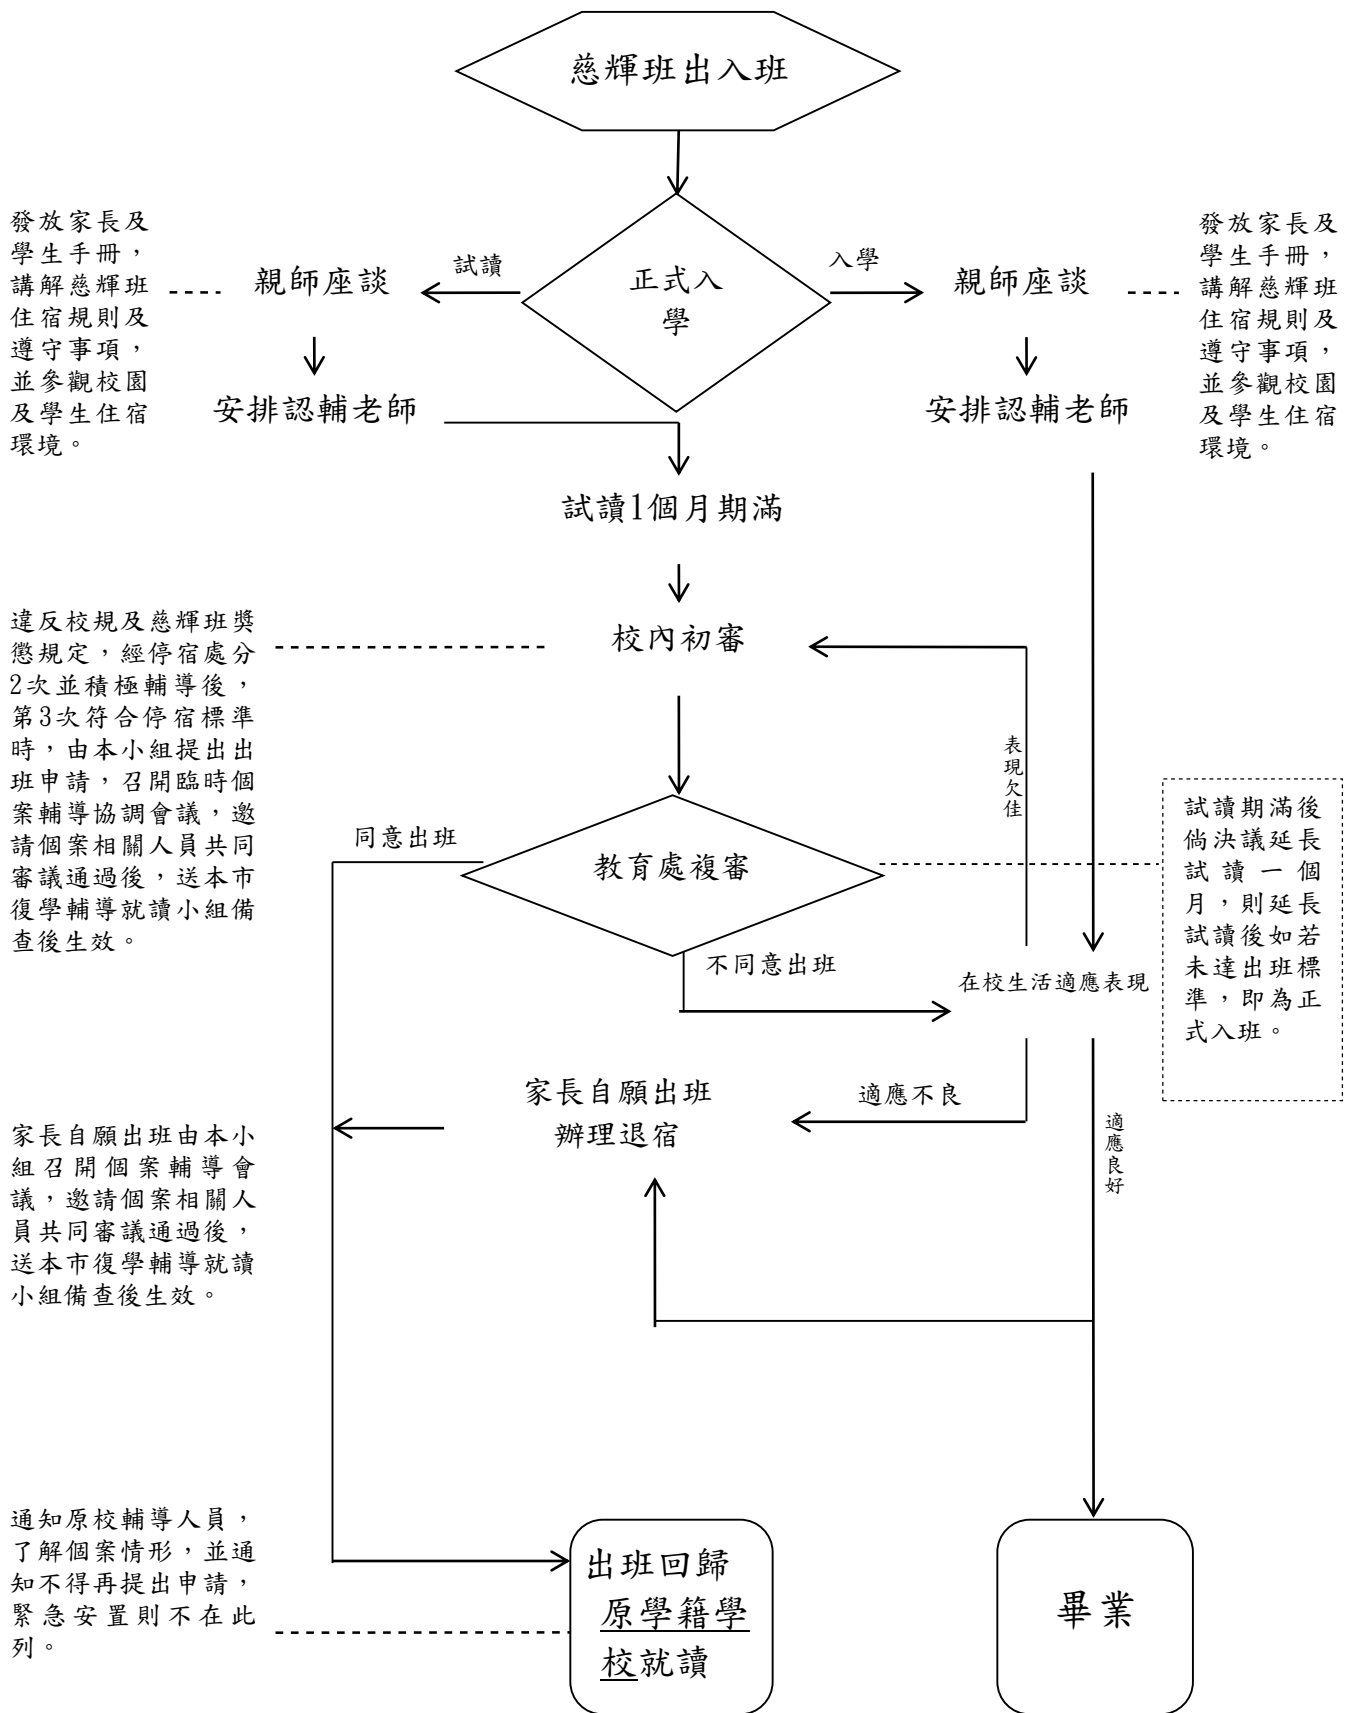 慈輝班出入班
發放家長及
學生手冊，
講解慈輝班
住宿規則及
遵守事項，
並參觀校園
及學生住宿
環境。
親師座談
試讀
正式入
學
入學
親師座談
發放家長及
學生手冊，
講解慈輝班
住宿規則及
遵守事項，
並參觀校園
及學生住宿
環境。
安排認輔老師
安排認輔老師
試讀1個月期滿
違反校規及慈輝班獎
懲規定，經停宿處分
2次並積極輔導後，
第3次符合停宿標準
時，由本小組提出出
班申請，召開臨時個
案輔導協調會議，邀
請個案相關人員共同
審議通過後，送本市
復學輔導就讀小組備
查後生效。
校內初審
表現欠佳
同意出班
教育處複審
試讀期滿後
倘決議延長
試讀一個
月，則延長
試讀後如若
未達出班標
準，即為正
式入班。
不同意出班
在校生活適應表現
家長自願出班
辦理退宿
適應不良
適應良好
家長自願出班由本小
組召開個案輔導會
議，邀請個案相關人
員共同審議通過後，
送本市復學輔導就讀
小組備查後生效。
通知原校輔導人員，
了解個案情形，並通
知不得再提出申請，
緊急安置則不在此
列。
出班回歸
原學籍學
校就讀
畢業